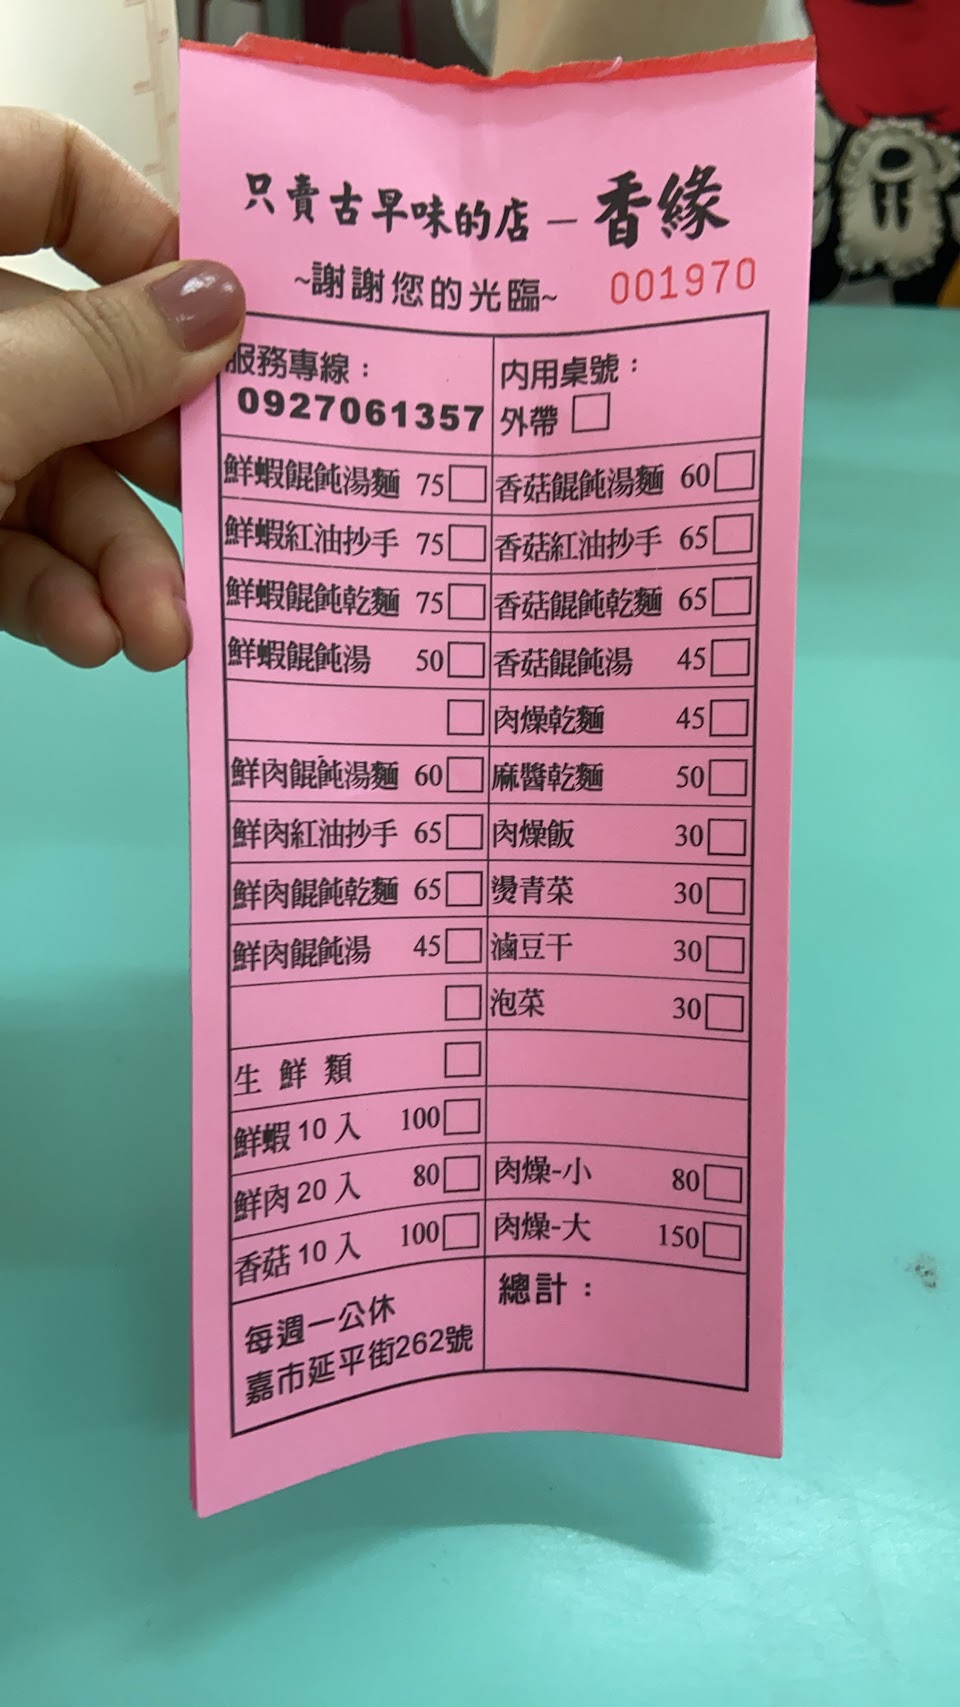 只賣古早味的店－香緣
~謝謝您的光臨~ 001970
服務專線：
0927061357
內用桌號：
外帶
鮮蝦餛飩湯麵 75 香菇餛飩湯麵 60
鮮蝦紅油抄手 75 香菇紅油抄手 65
鮮蝦餛飩乾麵 75 香菇餛飩乾麵 65
鮮蝦餛飩湯 50 香菇餛飩湯 45
肉燥乾麵 45
鮮肉餛飩湯麵 60 麻醬乾麵 50
鮮肉紅油抄手 65 肉燥飯 30
鮮肉餛飩乾麵 65 燙青菜 30
鮮肉餛飩湯 45 滷豆干 30
泡菜 30
生鮮類
鮮蝦10入 100
鮮肉20入 80 肉燥-小 80
香菇10入 100 肉燥-大 150
每週一公休
嘉市延平街262號
總計：